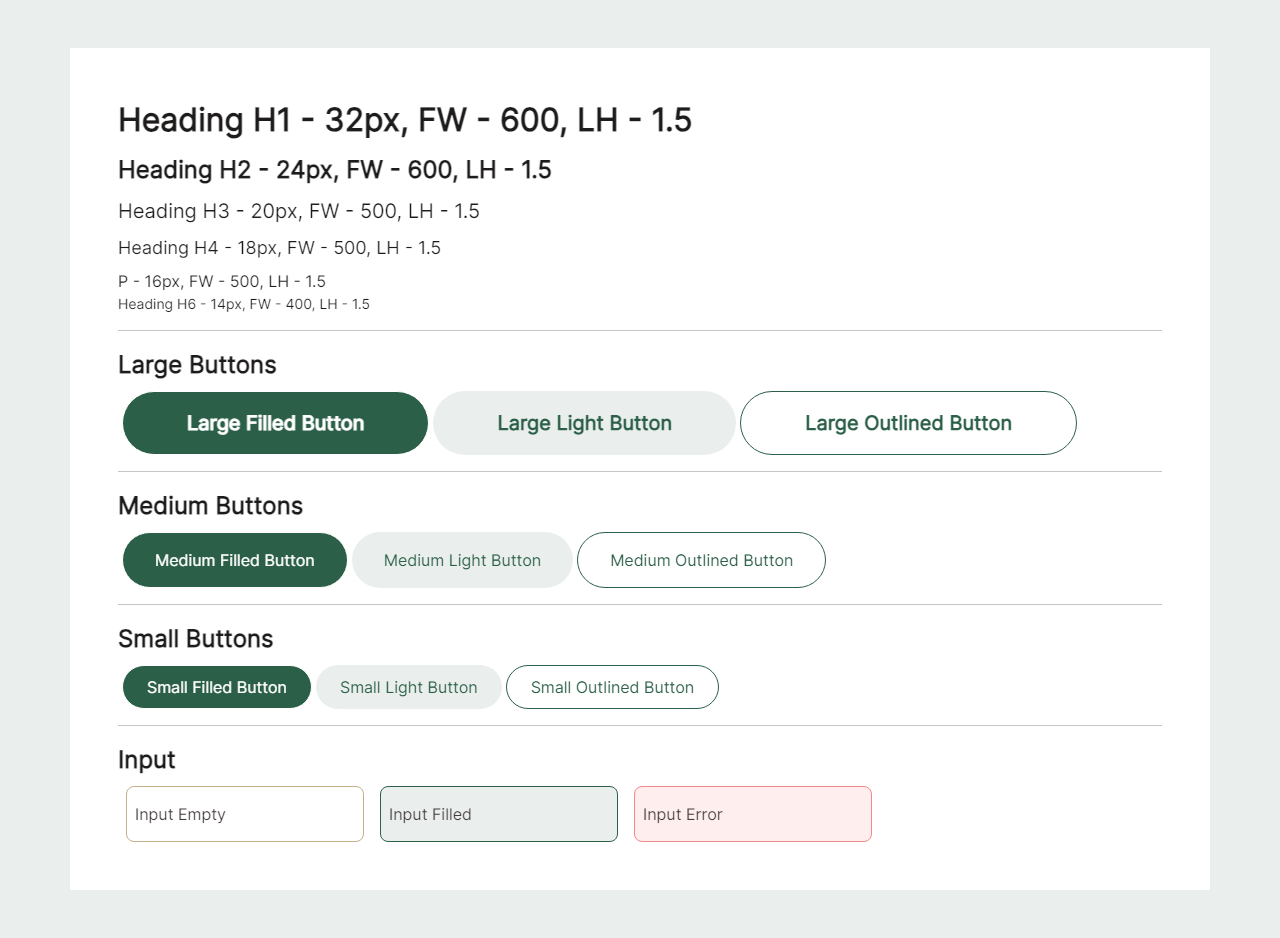 Heading H1 - 32px, FW - 600, LH - 1.5
Heading H2 - 24px, FW - 600, LH - 1.5
Heading H3 - 20px, FW - 500, LH - 1.5
Heading H4 - 18px, FW - 500, LH - 1.5
P - 16px, FW - 500, LH - 1.5
Heading H6 - 14px, FW - 400, LH - 1.5
Large Buttons
Large Filled Button Large Light Button Large Outlined Button
Medium Buttons
Medium Filled Button Medium Light Button Medium Outlined Button
Small Buttons
Small Filled Button Small Light Button Small Outlined Button
Input
Input Empty Input Filled Input Error